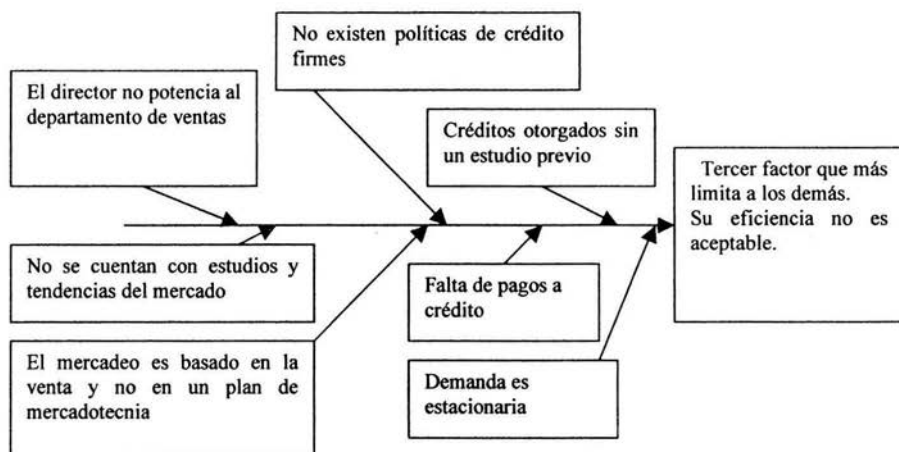 No existen políticas de crédito
firmes
El director no potencia al
departamento de ventas
Créditos otorgados sin
un estudio previo
Tercer factor que más
limita a los demás.
Su eficiencia no es
aceptable.
No se cuentan con estudios y
tendencias del mercado
Falta de pagos a
crédito
El mercadeo es basado en la
venta y no en un plan de
mercadotecnia
Demanda es
estacionaria